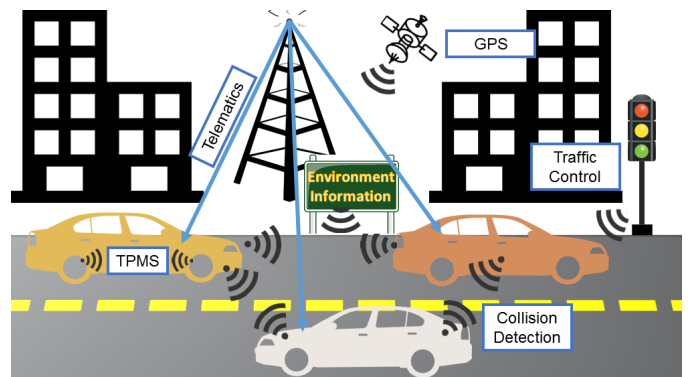 GPS
Telematics
Traffic
Control
Environment
Information
TPMS
Collision
Detection